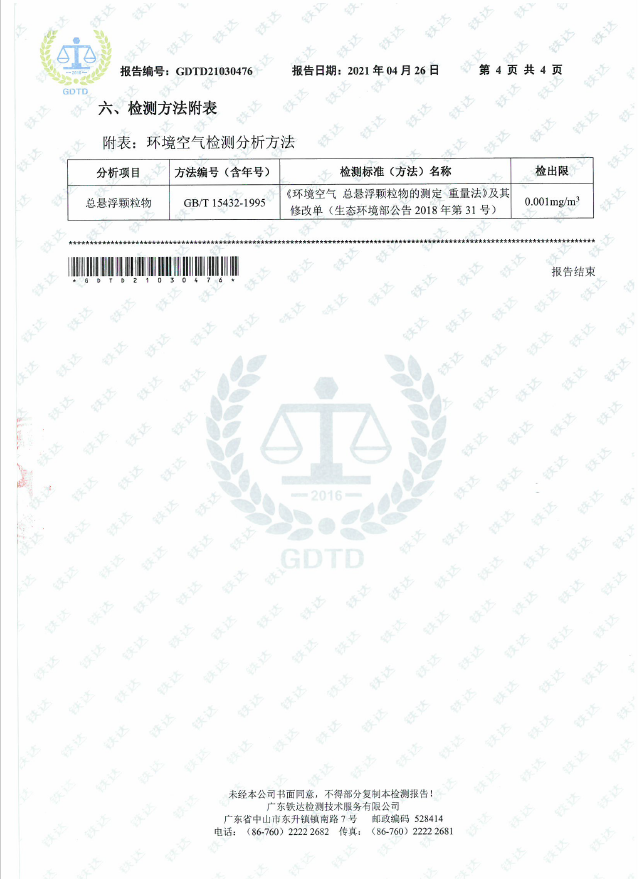 GDTD
报告编号：GDTD21030476 报告日期：2021 年 04 月 26 日 第 4 页 共 4 页
六、检测方法附表
附表：环境空气检测分析方法
分析项目 方法编号（含年号） 检测标准（方法）名称 检出限
总悬浮颗粒物 GB/T 15432-1995 《环境空气 总悬浮颗粒物的测定 重量法》及其 0.001mg/m³
修改单（生态环境部公告 2018 年第 31 号）
*GDTD21030476*
报告结束
2016
GDTD
铁达
未经本公司书面同意，不得部分复制本检测报告！
广东铁达检测技术服务有限公司
广东省中山市东升镇镇南路 7 号 邮政编码 528414
电话：（86-760）2222 2682 传真：（86-760）2222 2681